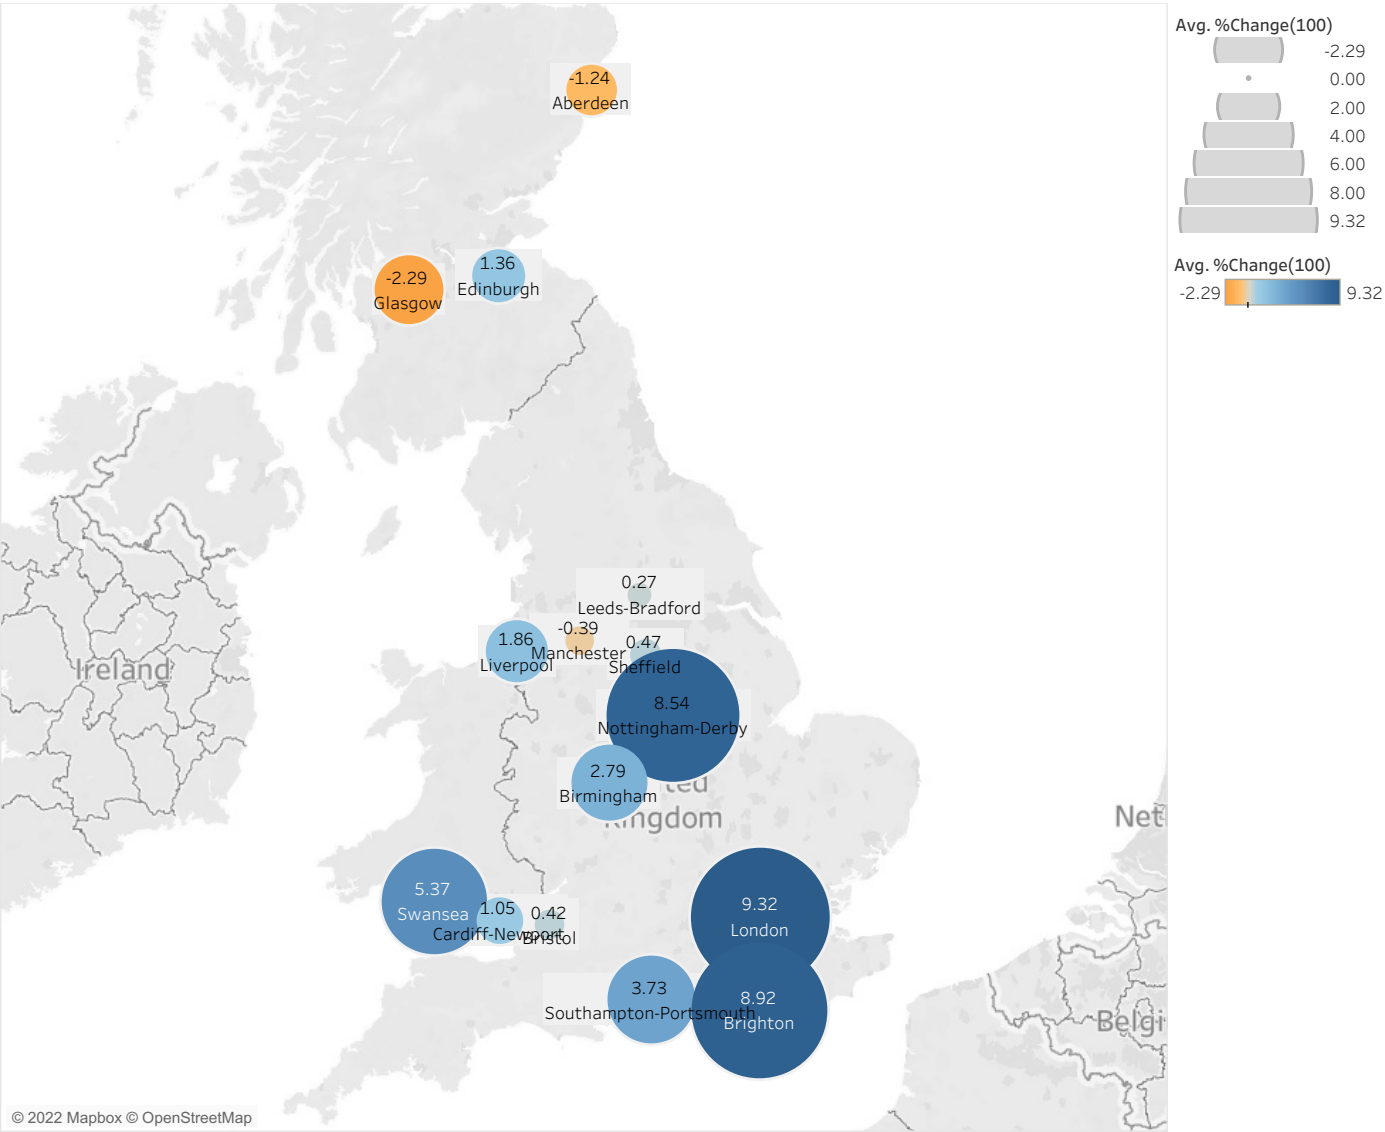 Avg. %Change(100)
-2.29
0.00
2.00
4.00
6.00
8.00
9.32
Avg. %Change(100)
-2.29
9.32
-1.24
Aberdeen
1.36
Edinburgh
-2.29
Glasgow
0.27
Leeds-Bradford
-0.39
Manchester
1.86
Liverpool
0.47
Sheffield
Ireland
8.54
Nottingham-Derby
2.79
Birmingham
ted
Kingdom
Net
5.37
Swansea
1.05
Cardiff-Newport
0.42
Bristol
9.32
London
3.73
Southampton-Portsmouth
8.92
Brighton
Belgi
© 2022 Mapbox © OpenStreetMap